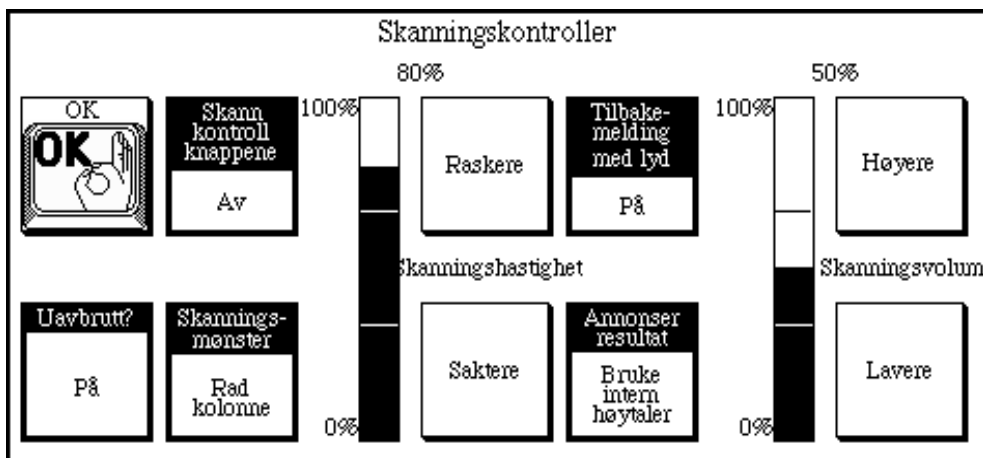 Skanningskontroller
80%
50%
OK
OK
Skann
kontroll
knappene
Av
100%
Raskere
Tilbake-
melding
med lyd
På
100%
Høyere
Skanningshastighet
Skanningsvolum
Uavbrutt?
På
Skannings-
mønster
Rad
kolonne
0%
Saktere
Annonser
resultat
Bruke
intern
høytaler
0%
Lavere